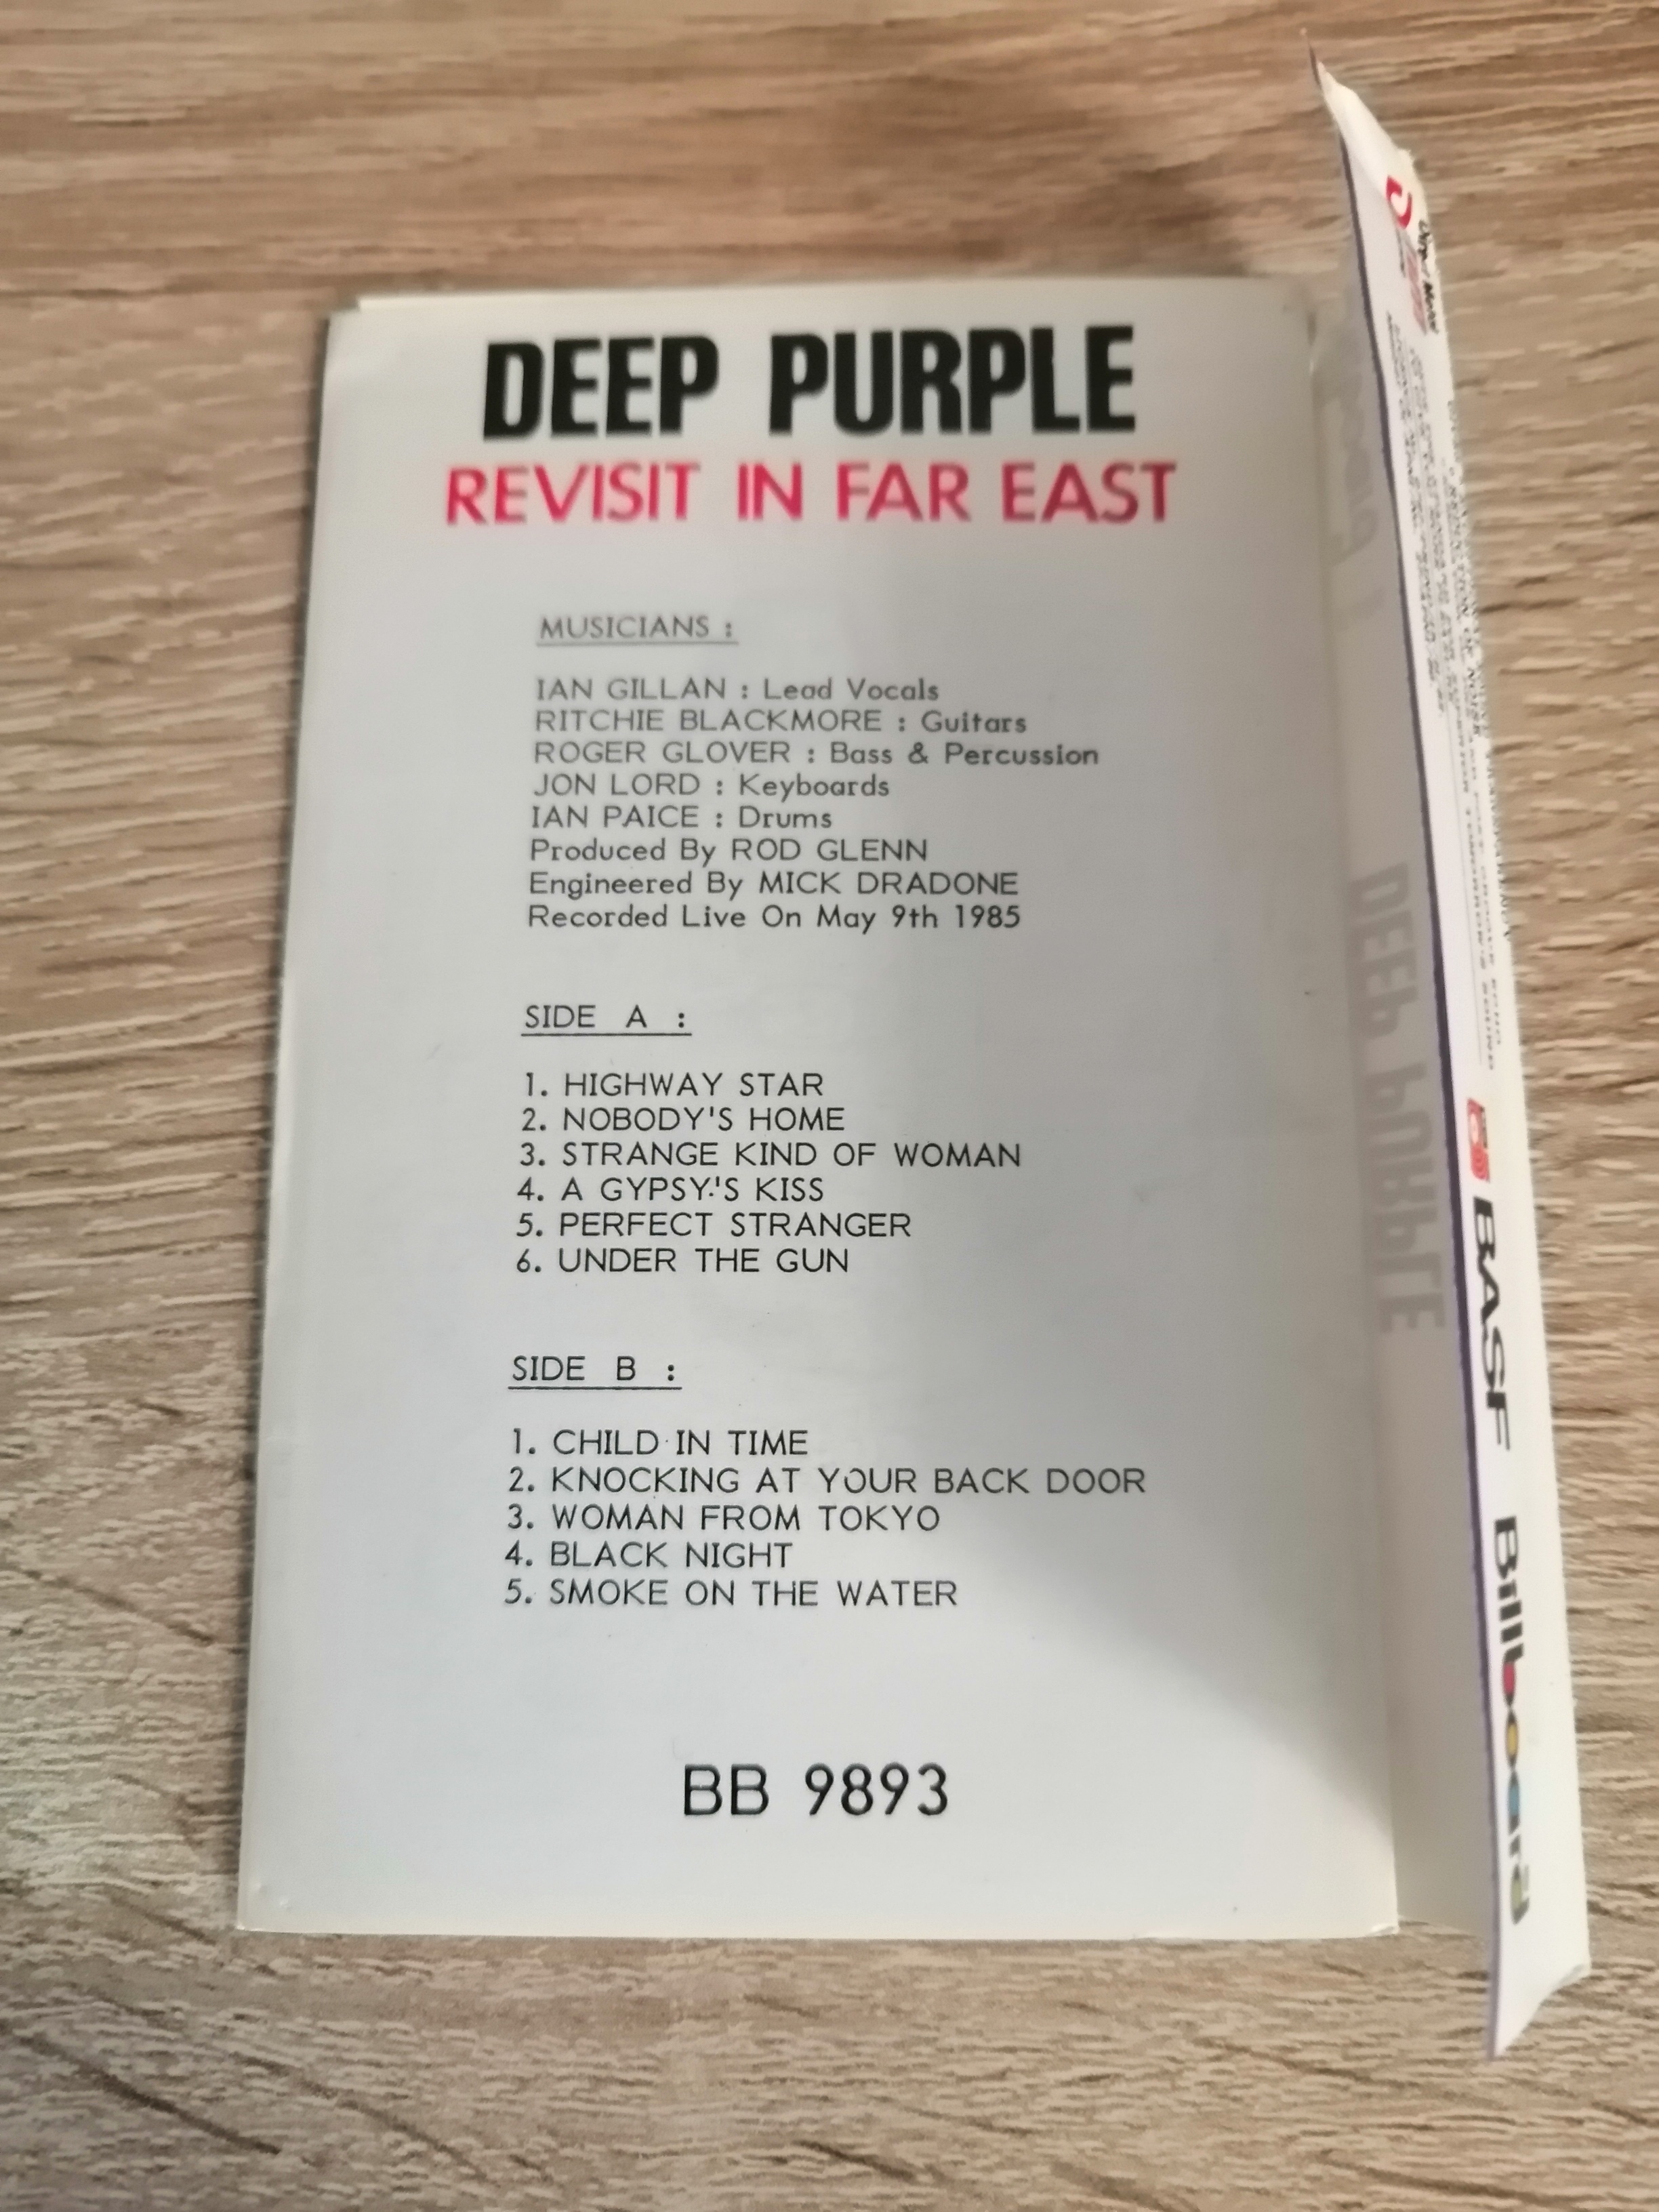 DEEP PURPLE
REVISIT IN FAR EAST
MUSICIANS :
IAN GILLAN : Lead Vocals
RITCHIE BLACKMORE : Guitars
ROGER GLOVER : Bass & Percussion
JON LORD : Keyboards
IAN PAICE : Drums
Produced By ROD GLENN
Engineered By MICK DRADONE
Recorded Live On May 9th 1985
SIDE A :
1. HIGHWAY STAR
2. NOBODY'S HOME
3. STRANGE KIND OF WOMAN
4. A GYPSY'S KISS
5. PERFECT STRANGER
6. UNDER THE GUN
SIDE B :
1. CHILD IN TIME
2. KNOCKING AT YOUR BACK DOOR
3. WOMAN FROM TOKYO
4. BLACK NIGHT
5. SMOKE ON THE WATER
BB 9893
DEEP PURPLE
BASF Billboard